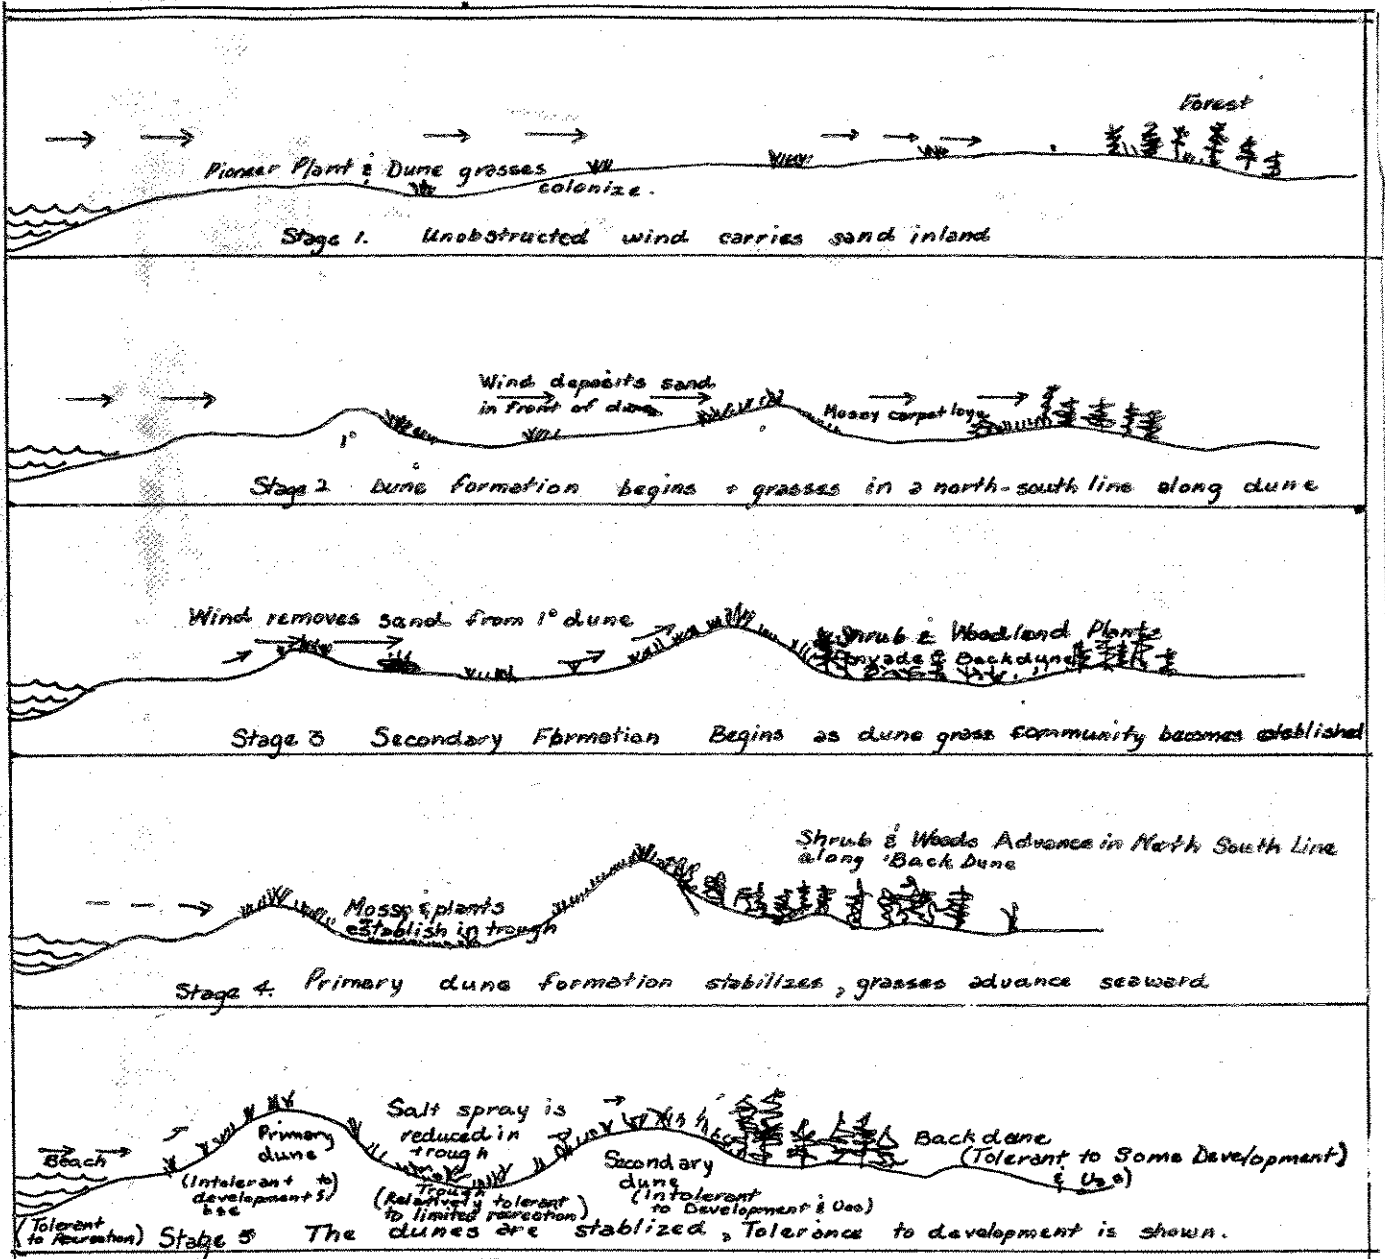 Forest
Pioneer Plant & Dune grasses
colonize.
Stage 1. Unobstructed wind carries sand inland
Wind deposits sand
in front of dune
Mossy carpet
1°
Stage 2 Dune formation begins + grasses in a north-south line along dune
Wind removes sand from 1° dune
Shrub & Woodland Plants
Invade & Backdune
Stage 3 Secondary Formation Begins as dune grass community becomes established
Shrub & Woods Advance in North South Line
along Back Dune
Moss & plants
establish in trough
Stage 4. Primary dune formation stabilizes, grasses advance seaward
Salt spray is
reduced in
trough
Primary
dune
Beach
Back dune
(Tolerant to Some Development)
& Use)
Secondary
dune
(Intolerant to
development &
use
Trough
(Relatively tolerant
to limited recreation)
(Intolerant
to Development & Use)
(Tolerant
to Recreation)
Stage 5 The dunes are stablized, Tolerance to development is shown.